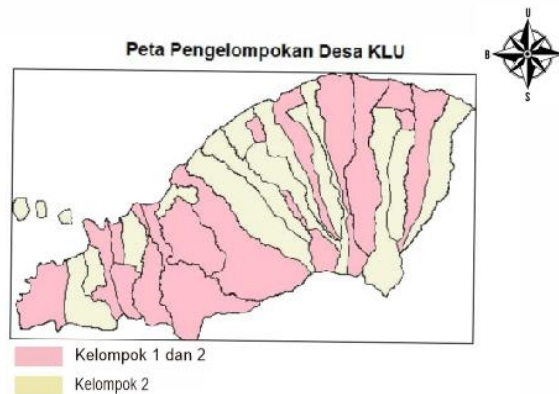 Peta Pengelompokan Desa KLU
U
B
S
Kelompok 1 dan 2
Kelompok 2